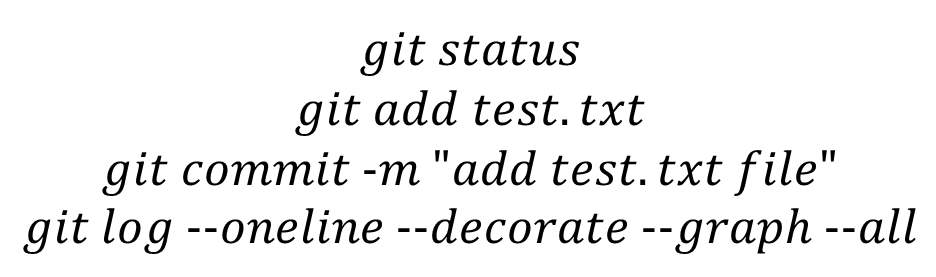 git status
git add test.txt
git commit -m "add test.txt file"
git log --oneline --decorate --graph --all